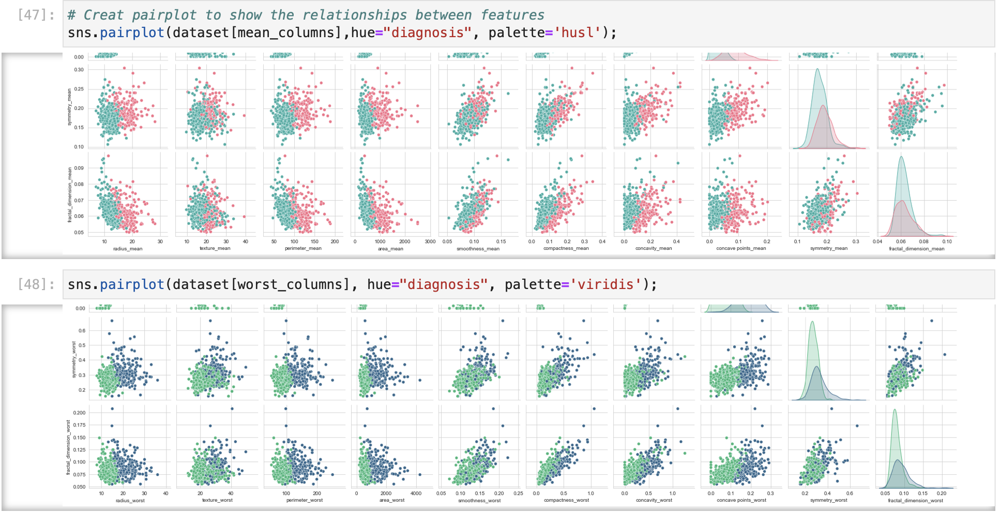 [47]:
# Creat pairplot to show the relationships between features
sns.pairplot(dataset[mean_columns],hue="diagnosis", palette='husl');
0.00
0.30
0.25
0.20
0.15
0.10
symmetry_mean
0.09
0.08
0.07
0.06
0.05
fractal_dimension_mean
10 20 30 10 20 30 40 50 100 150 200 0 1000 2000 3000 0.05 0.10 0.15 0.0 0.1 0.2 0.3 0.4 0.0 0.2 0.4 0.0 0.1 0.2 0.1 0.2 0.3 0.04 0.06 0.08 0.10
radius_mean texture_mean perimeter_mean area_mean smoothness_mean compactness_mean concavity_mean concave points_mean symmetry_mean fractal_dimension_mean
[48]:
sns.pairplot(dataset[worst_columns], hue="diagnosis", palette='viridis');
0.00
0.6
0.5
0.4
0.3
0.2
symmetry_worst
0.200
0.175
0.150
0.125
0.100
0.075
0.050
fractal_dimension_worst
10 20 30 40 20 40 100 200 0 2000 4000 0.05 0.10 0.15 0.20 0.25 0.0 0.5 1.0 0.0 0.5 1.0 0.0 0.1 0.2 0.3 0.2 0.4 0.6 0.05 0.10 0.15 0.20
radius_worst texture_worst perimeter_worst area_worst smoothness_worst compactness_worst concavity_worst concave points_worst symmetry_worst fractal_dimension_worst